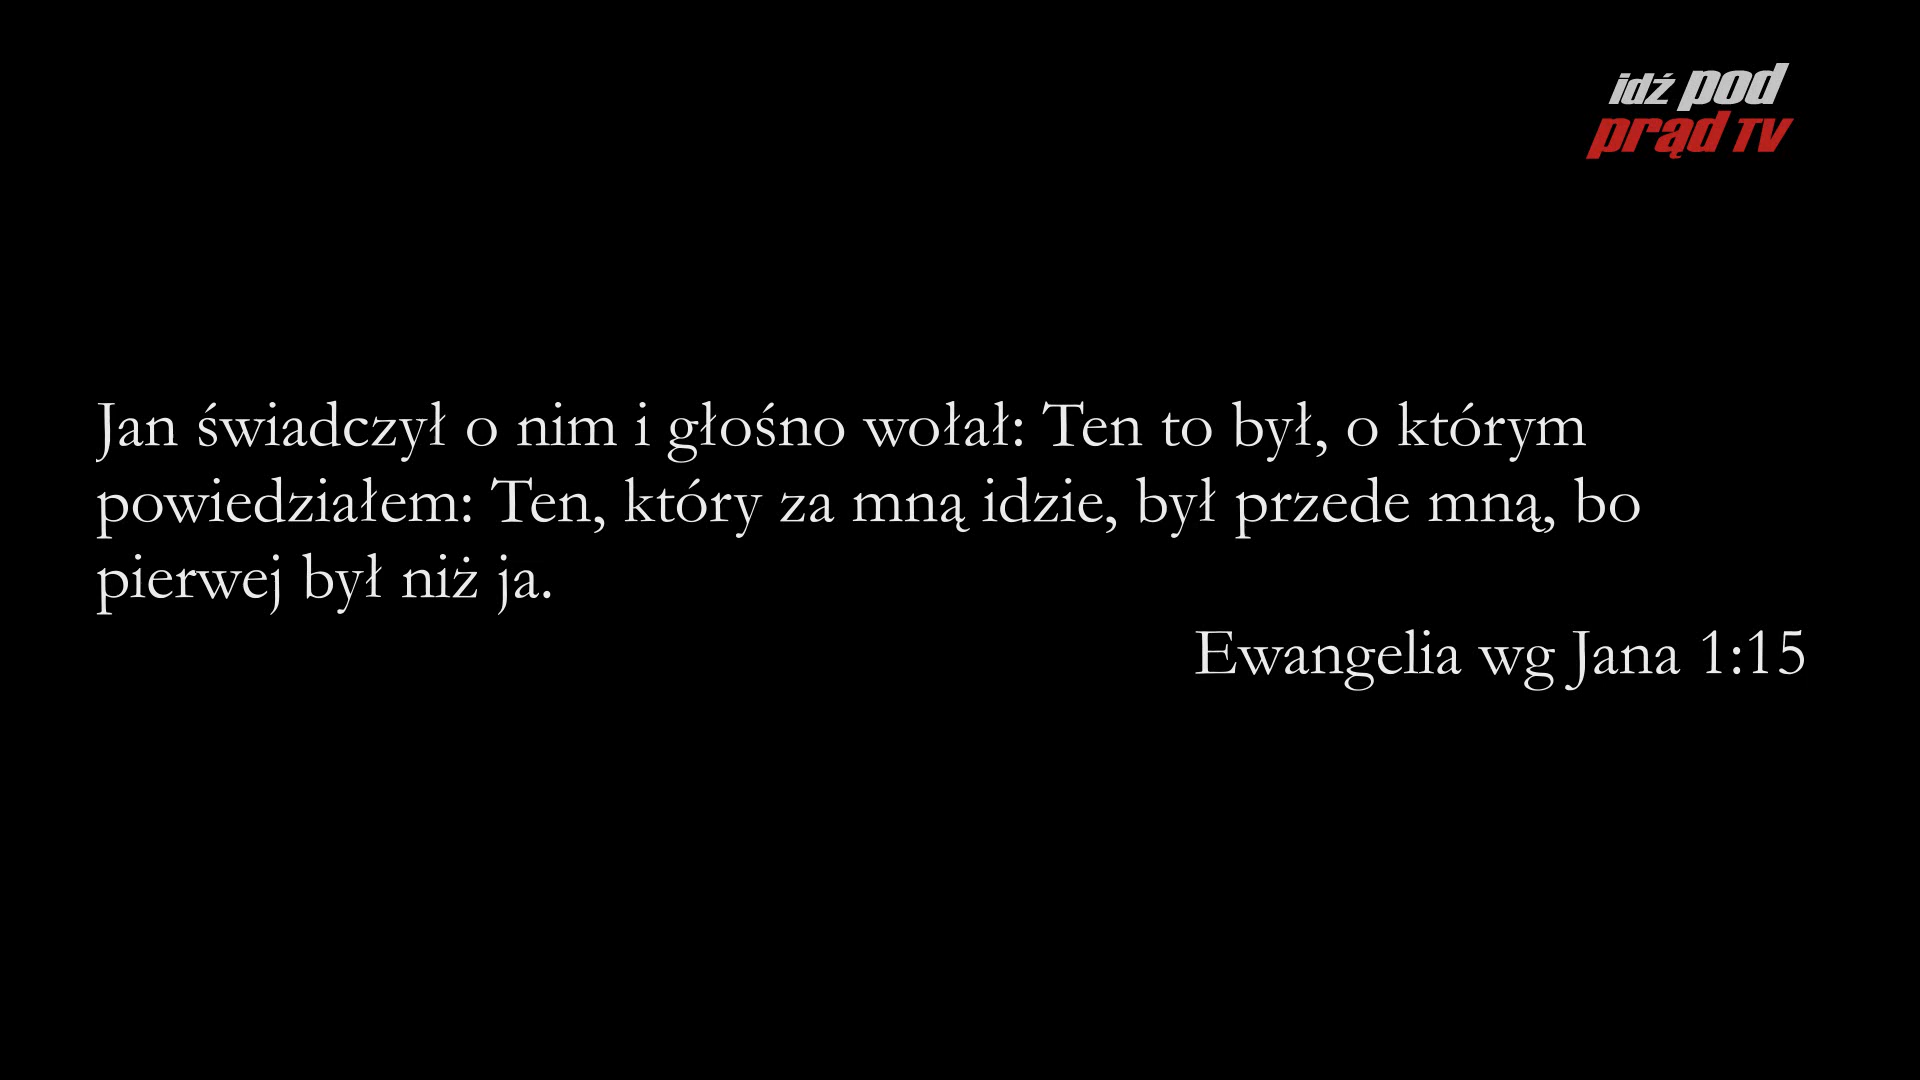 idź pod
prąd TV
Jan świadczył o nim i głośno wołał: Ten to był, o którym
powiedziałem: Ten, który za mną idzie, był przede mną, bo
pierwej był niż ja.
Ewangelia wg Jana 1:15